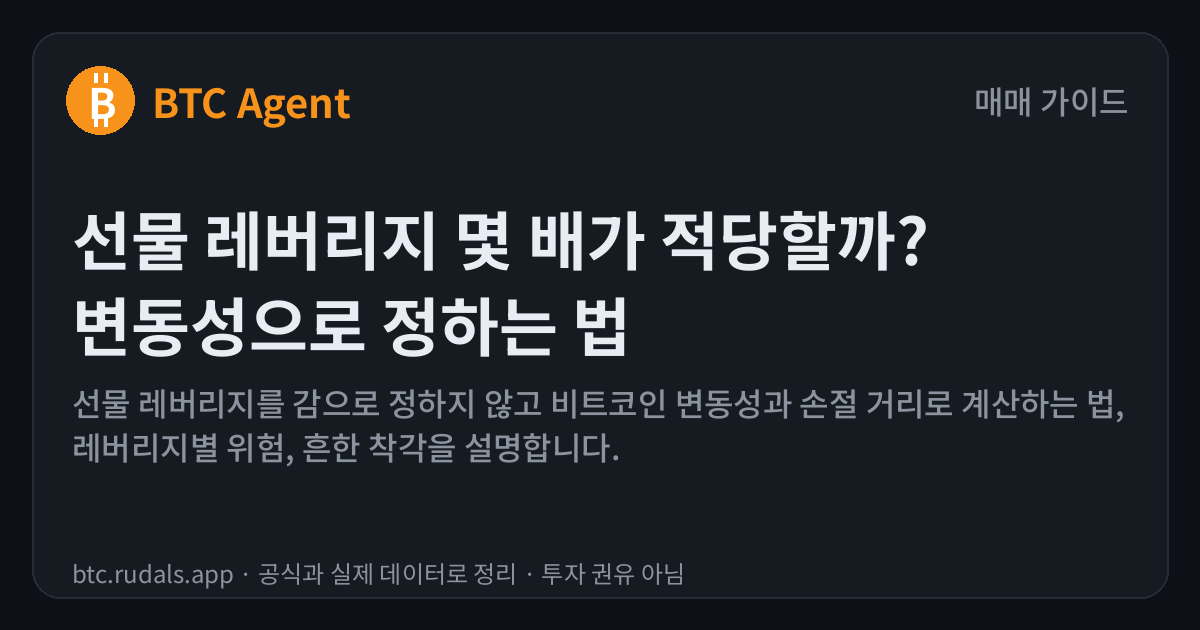 BTC Agent
매매 가이드
선물 레버리지 몇 배가 적당할까?
변동성으로 정하는 법
선물 레버리지를 감으로 정하지 않고 비트코인 변동성과 손절 거리로 계산하는 법,
레버리지별 위험, 흔한 착각을 설명합니다.
btc.rudals.app · 공식과 실제 데이터로 정리 · 투자 권유 아님